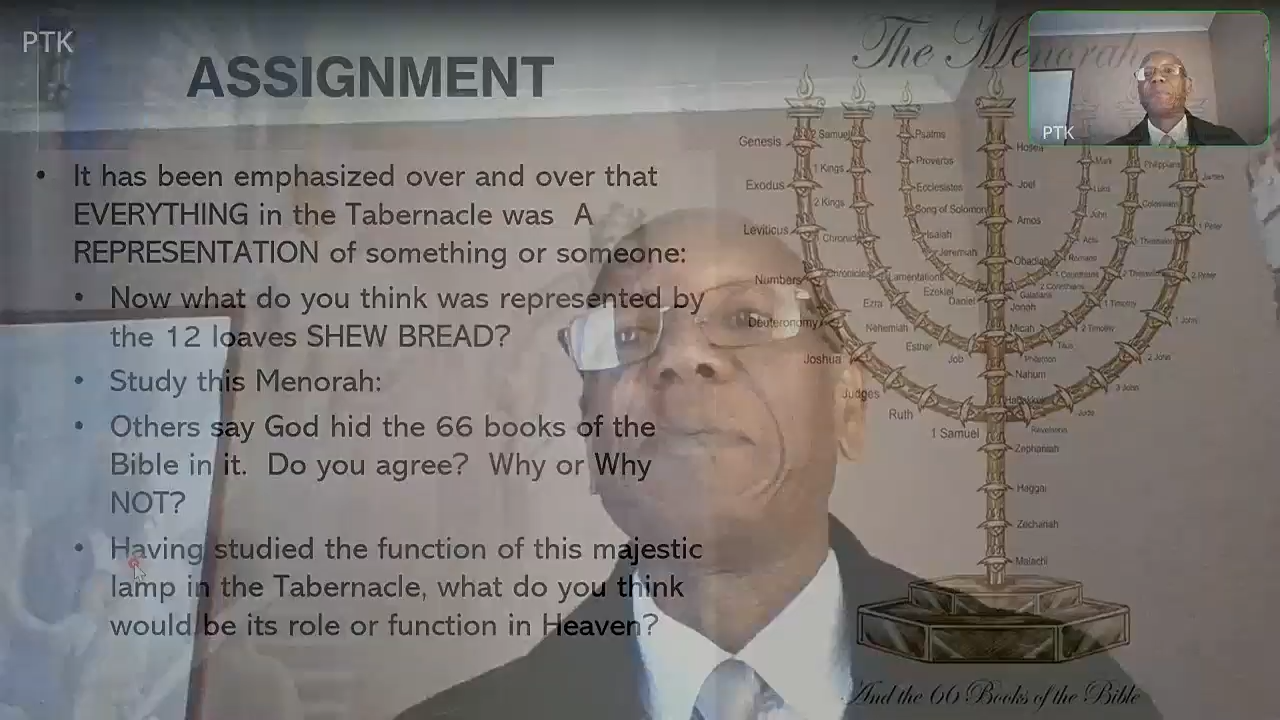 PTK
ASSIGNMENT
• It has been emphasized over and over that
EVERYTHING in the Tabernacle was A
REPRESENTATION of something or someone:
• Now what do you think was represented by
the 12 loaves SHEW BREAD?
• Study this Menorah:
• Others say God hid the 66 books of the
Bible in it. Do you agree? Why or Why
NOT?
• Having studied the function of this majestic
lamp in the Tabernacle, what do you think
would be its role or function in Heaven?
The Menorah
PTK
Genesis
Exodus
Leviticus
Numbers
Deuteronomy
Joshua
Judges
Ruth
1 Samuel
2 Samuel
1 Kings
2 Kings
Ezra
Nehemiah
Esther
Job
Psalms
Proverbs
Ecclesiastes
Song of Solomon
Isaiah
Jeremiah
Lamentations
Ezekiel
Daniel
Hosea
Joel
Amos
Obadiah
Jonah
Micah
Nahum
Zephaniah
Haggai
Zechariah
Malachi
Mark
Luke
John
Acts
Romans
1 Corinthians
2 Corinthians
Galatians
Philippians
1 Timothy
2 Timothy
Titus
Philemon
James
1 Peter
2 Peter
1 John
2 John
3 John
Jude
And the 66 Books of the Bible